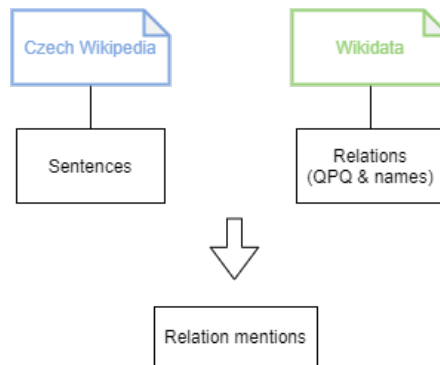 Czech Wikipedia
Wikidata
Sentences
Relations
(QPQ & names)
Relation mentions